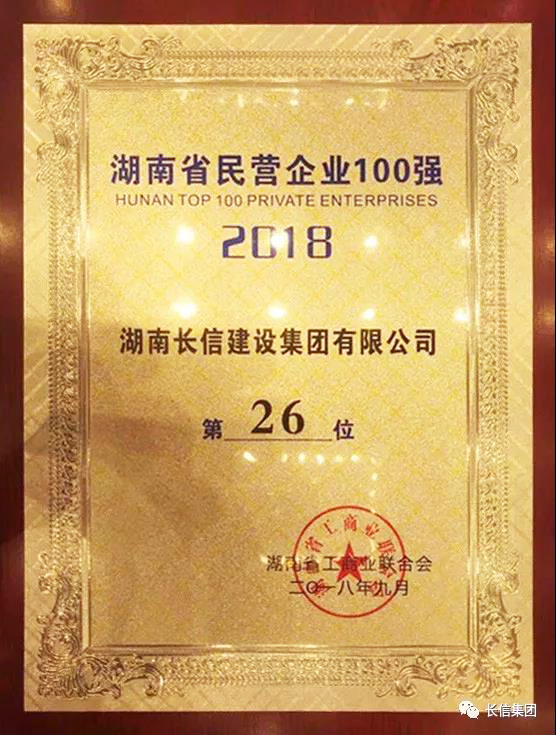 湖南省民营企业100强
HUNAN TOP 100 PRIVATE ENTERPRISES
2018
湖南长信建设集团有限公司
第 26 位
湖南省工商业联合会
二〇一八年九月
长信集团